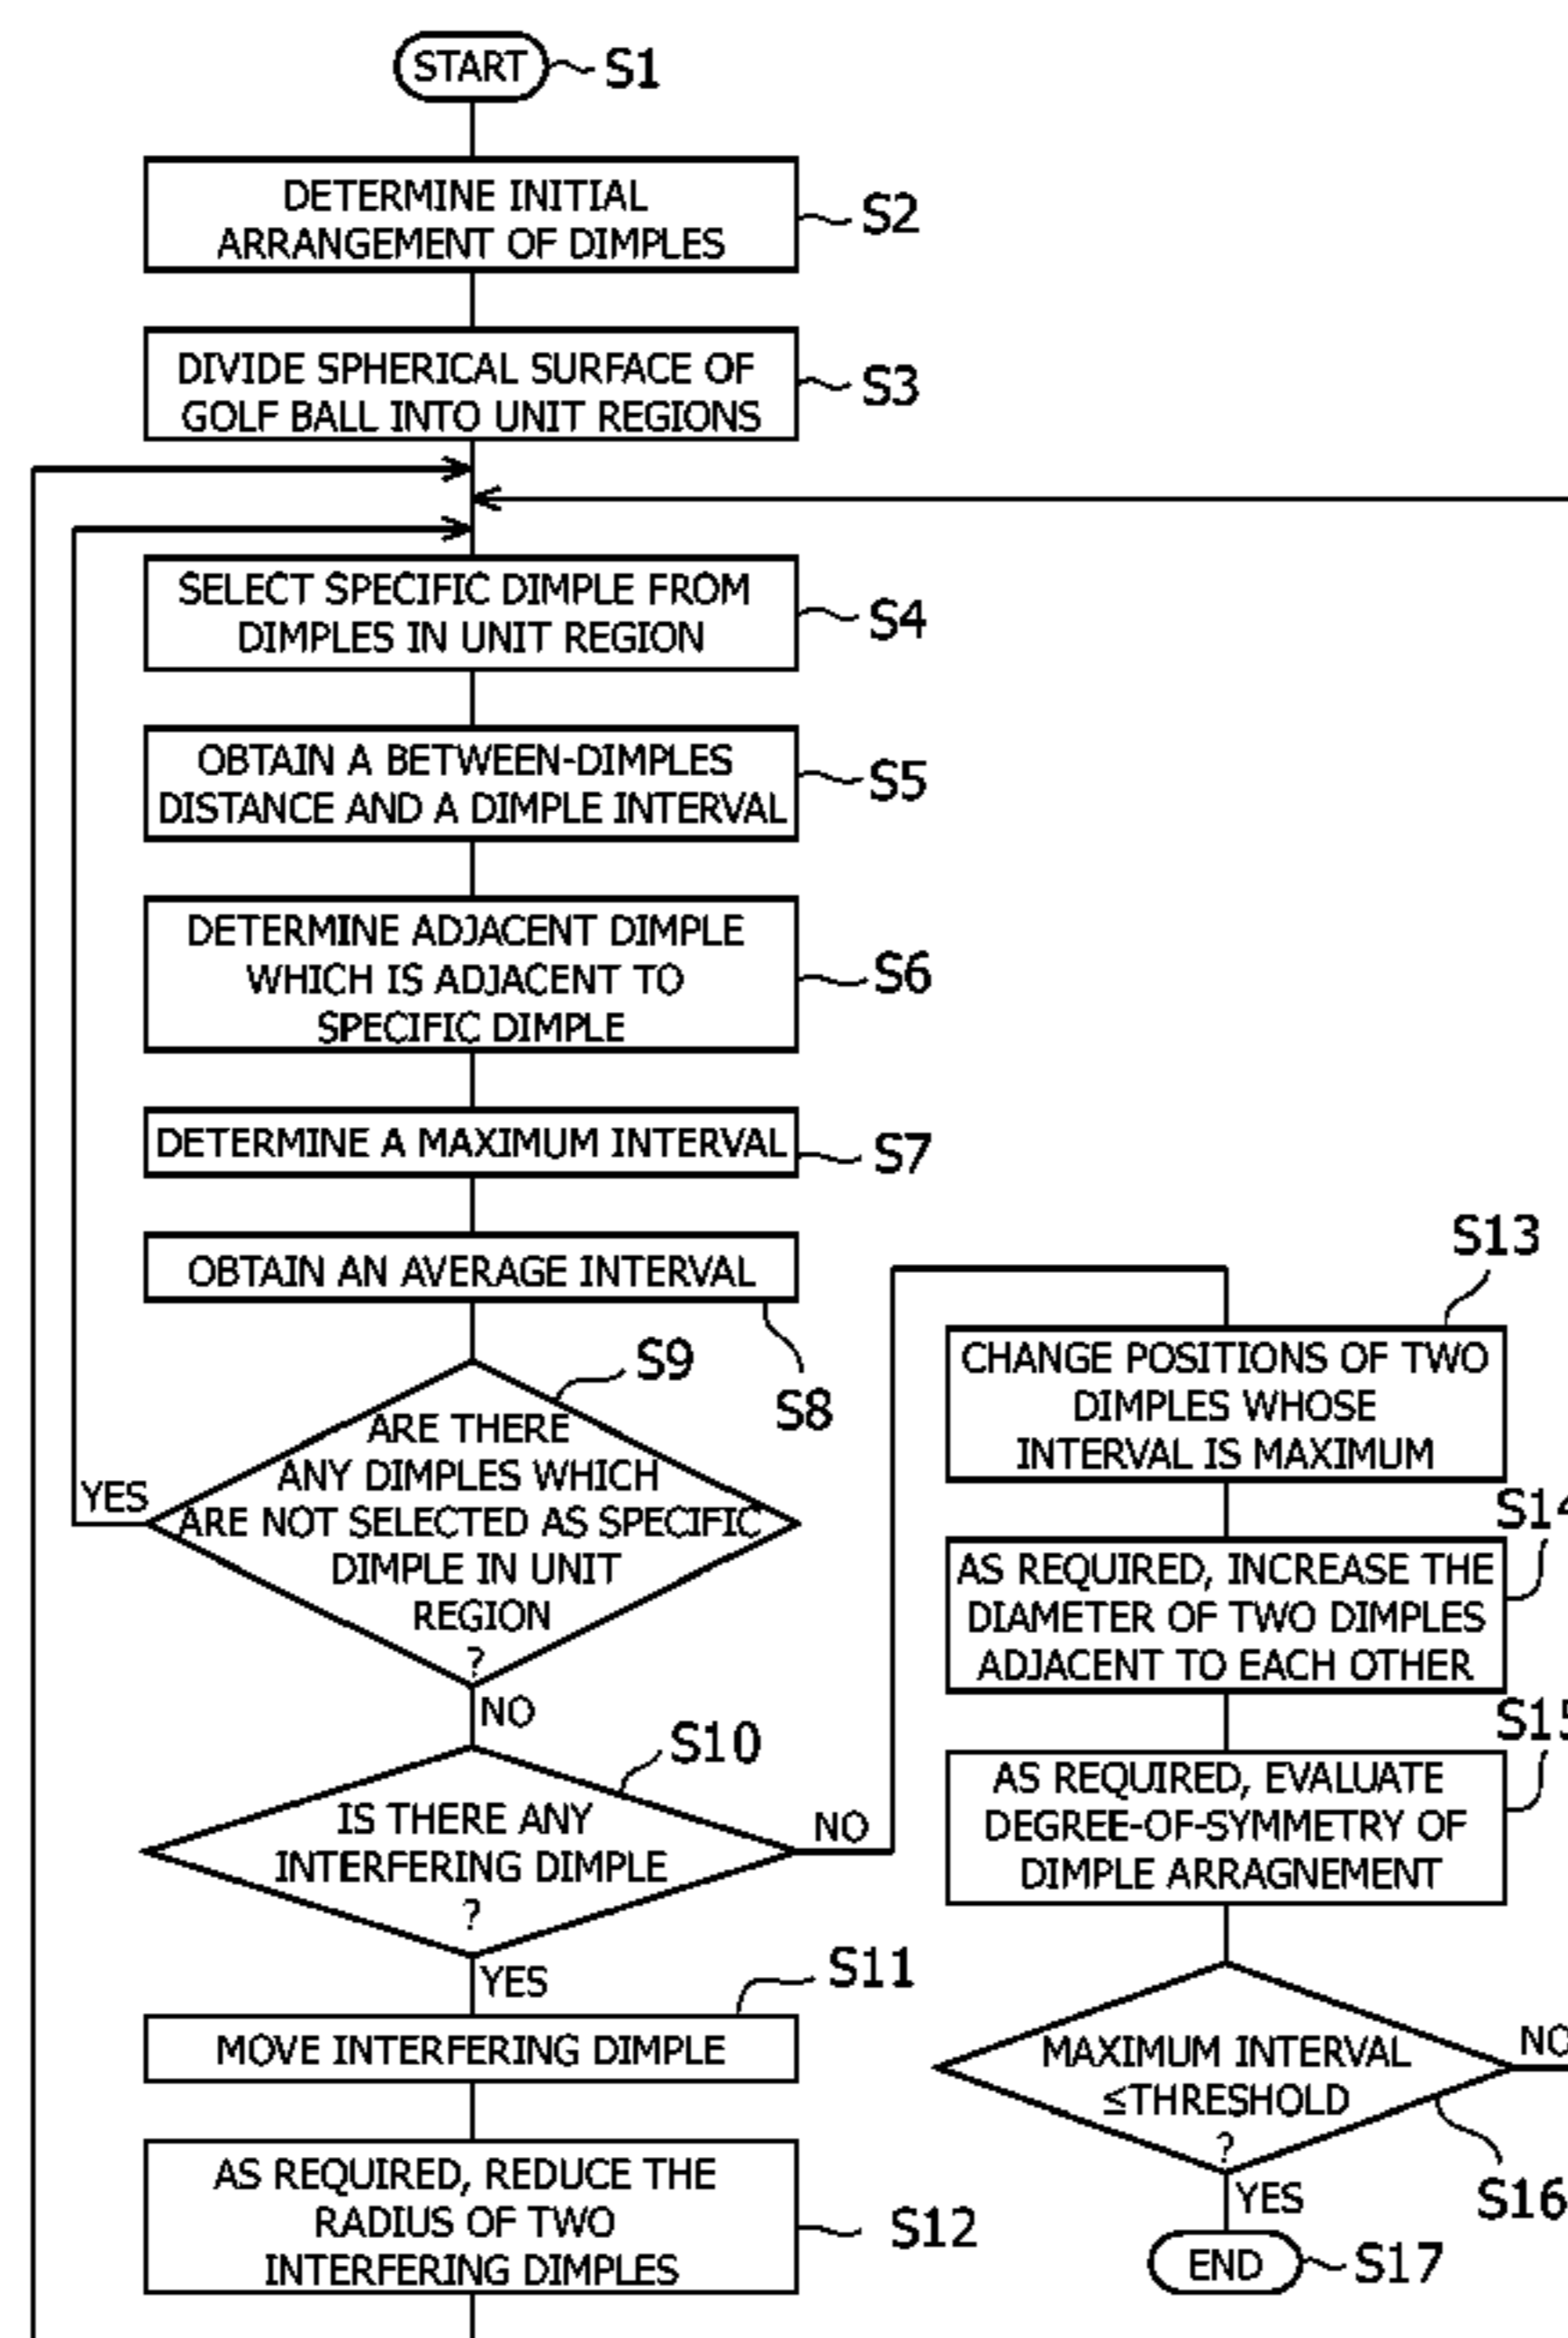 START
S1
DETERMINE INITIAL
ARRANGEMENT OF DIMPLES
S2
DIVIDE SPHERICAL SURFACE OF
GOLF BALL INTO UNIT REGIONS
S3
SELECT SPECIFIC DIMPLE FROM
DIMPLES IN UNIT REGION
S4
OBTAIN A BETWEEN-DIMPLES
DISTANCE AND A DIMPLE INTERVAL
S5
DETERMINE ADJACENT DIMPLE
WHICH IS ADJACENT TO
SPECIFIC DIMPLE
S6
DETERMINE A MAXIMUM INTERVAL
S7
OBTAIN AN AVERAGE INTERVAL
S8
S9
ARE THERE
ANY DIMPLES WHICH
ARE NOT SELECTED AS SPECIFIC
DIMPLE IN UNIT
REGION
?
YES
NO
S10
IS THERE ANY
INTERFERING DIMPLE
?
NO
YES
S11
MOVE INTERFERING DIMPLE
AS REQUIRED, REDUCE THE
RADIUS OF TWO
INTERFERING DIMPLES
S12
S13
CHANGE POSITIONS OF TWO
DIMPLES WHOSE
INTERVAL IS MAXIMUM
S14
AS REQUIRED, INCREASE THE
DIAMETER OF TWO DIMPLES
ADJACENT TO EACH OTHER
S15
AS REQUIRED, EVALUATE
DEGREE-OF-SYMMETRY OF
DIMPLE ARRAGNEMENT
MAXIMUM INTERVAL
≤THRESHOLD
?
NO
S16
YES
END
S17